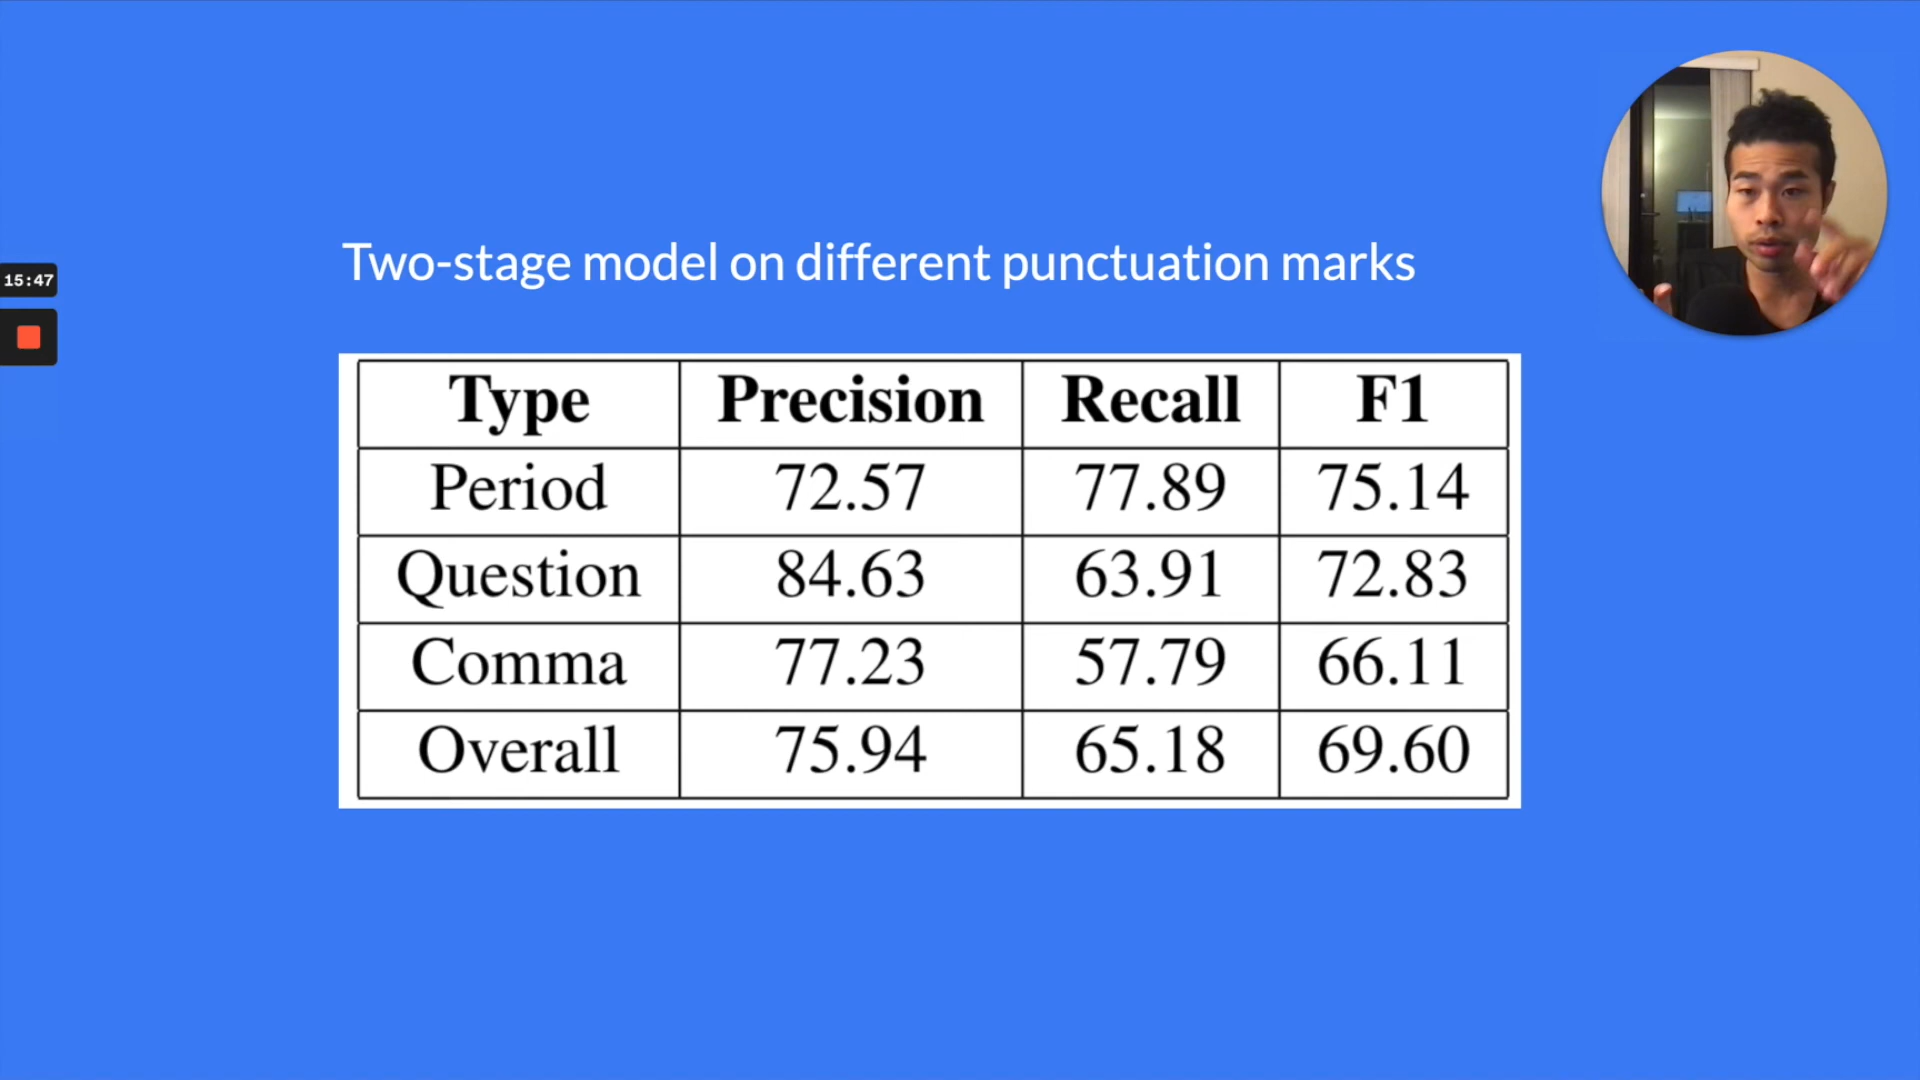 Two-stage model on different punctuation marks
15:47
Type Precision Recall F1
Period 72.57 77.89 75.14
Question 84.63 63.91 72.83
Comma 77.23 57.79 66.11
Overall 75.94 65.18 69.60